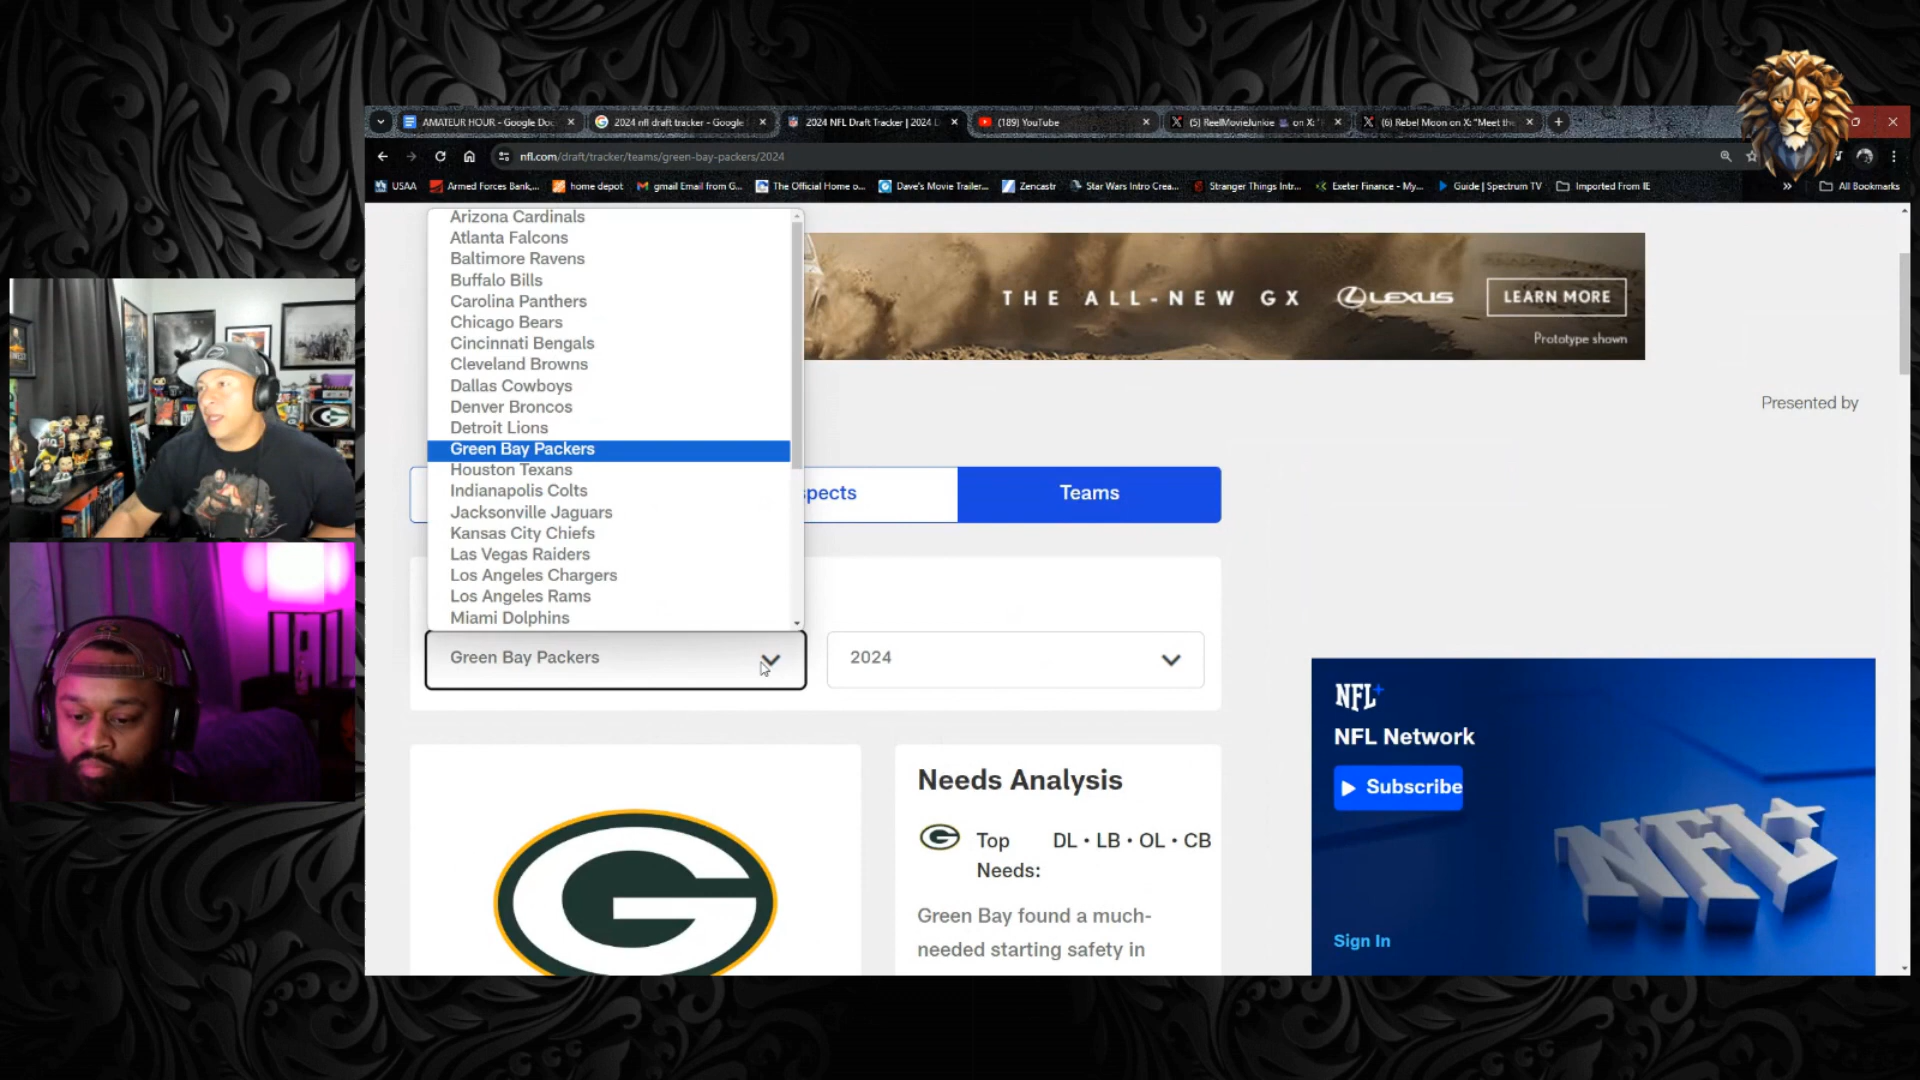 AMATEUR HOUR - Google Doc
2024 nfl draft tracker - Google
2024 NFL Draft Tracker | 2024 D
(189) YouTube
(5) ReelMovieJunkie on X: "
(6) Rebel Moon on X: "Meet the
nfl.com/draft/tracker/teams/green-bay-packers/2024
USAA
Armed Forces Bank,...
home depot
gmail Email from G...
The Official Home o...
Dave's Movie Trailer...
Zencastr
Star Wars Intro Crea...
Stranger Things Intr...
Exeter Finance - My...
Guide | Spectrum TV
Imported From IE
All Bookmarks
Arizona Cardinals
Atlanta Falcons
Baltimore Ravens
Buffalo Bills
Carolina Panthers
Chicago Bears
Cincinnati Bengals
Cleveland Browns
Dallas Cowboys
Denver Broncos
Detroit Lions
Green Bay Packers
Houston Texans
Indianapolis Colts
Jacksonville Jaguars
Kansas City Chiefs
Las Vegas Raiders
Los Angeles Chargers
Los Angeles Rams
Miami Dolphins
THE ALL-NEW GX
LEXUS
LEARN MORE
Prototype shown
Presented by
spects
Teams
Green Bay Packers
2024
Needs Analysis
Top Needs:
DL • LB • OL • CB
Green Bay found a much-
needed starting safety in
G
G
NFL+
NFL Network
Subscribe
NFL+
Sign In